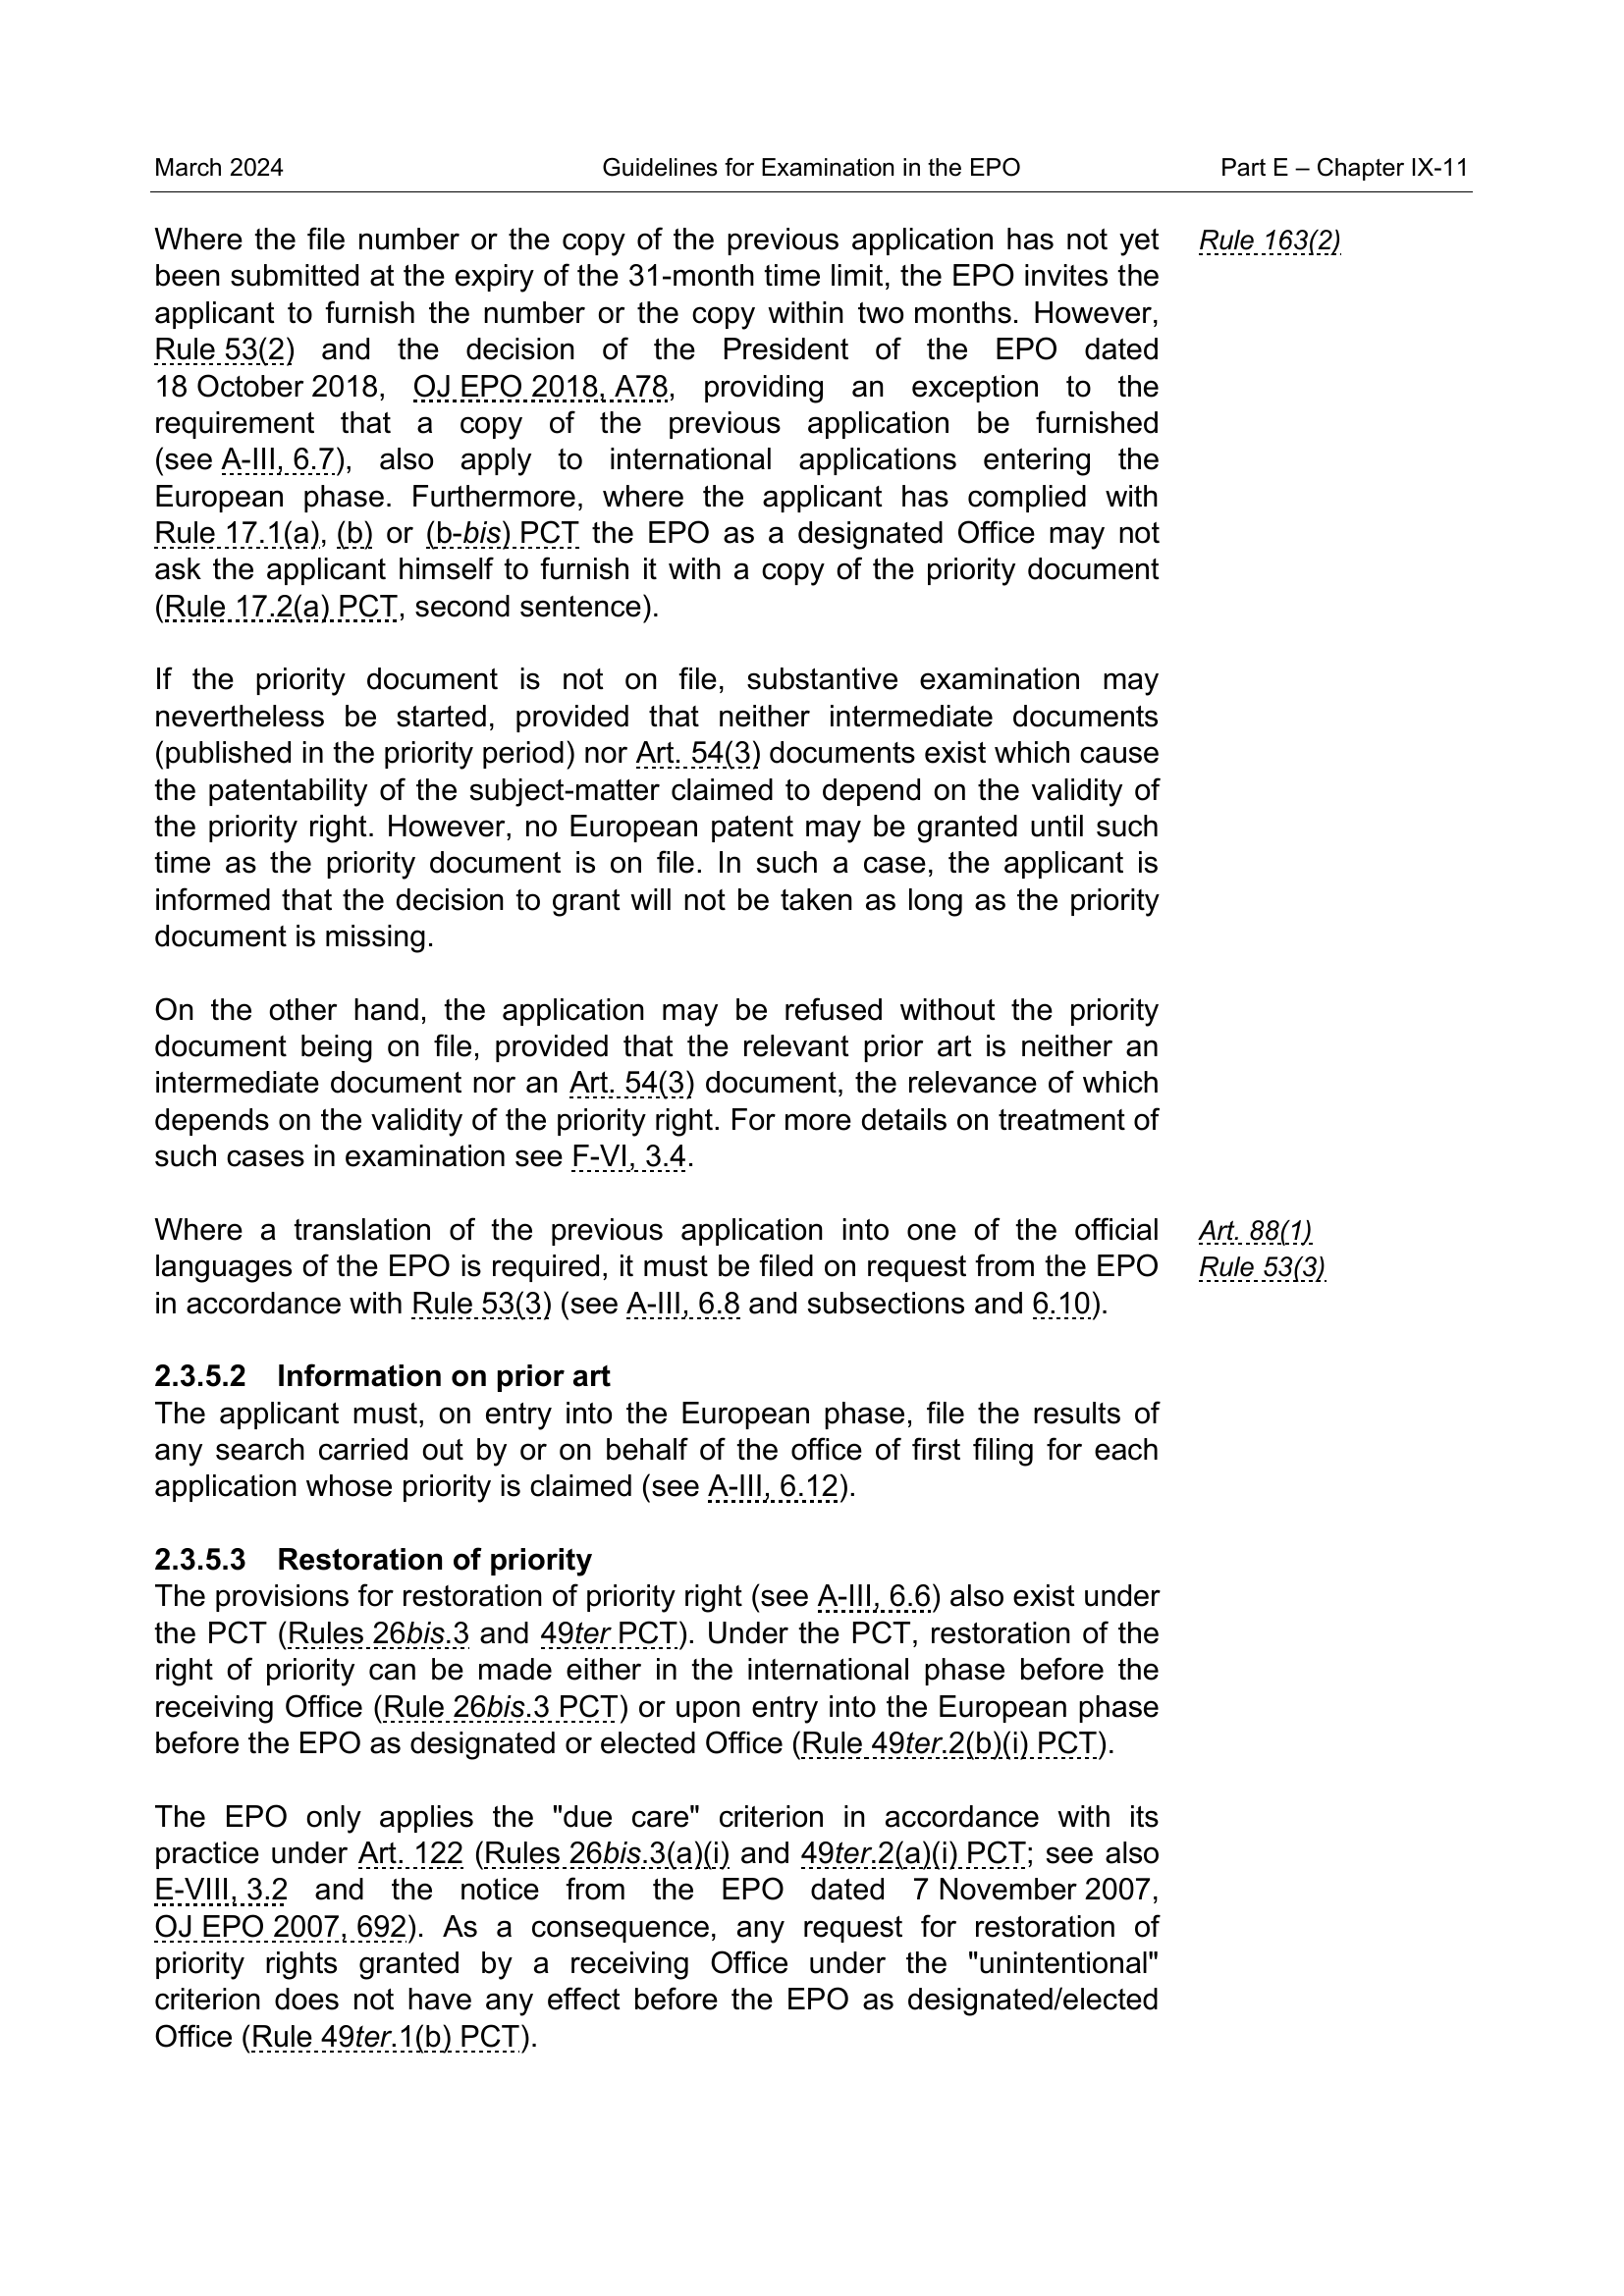 March 2024 Guidelines for Examination in the EPO Part E – Chapter IX-11
Where the file number or the copy of the previous application has not yet Rule 163(2)
been submitted at the expiry of the 31-month time limit, the EPO invites the
applicant to furnish the number or the copy within two months. However,
Rule 53(2) and the decision of the President of the EPO dated
18 October 2018, OJ EPO 2018, A78, providing an exception to the
requirement that a copy of the previous application be furnished
(see A-III, 6.7), also apply to international applications entering the
European phase. Furthermore, where the applicant has complied with
Rule 17.1(a), (b) or (b-bis) PCT the EPO as a designated Office may not
ask the applicant himself to furnish it with a copy of the priority document
(Rule 17.2(a) PCT, second sentence).
If the priority document is not on file, substantive examination may
nevertheless be started, provided that neither intermediate documents
(published in the priority period) nor Art. 54(3) documents exist which cause
the patentability of the subject-matter claimed to depend on the validity of
the priority right. However, no European patent may be granted until such
time as the priority document is on file. In such a case, the applicant is
informed that the decision to grant will not be taken as long as the priority
document is missing.
On the other hand, the application may be refused without the priority
document being on file, provided that the relevant prior art is neither an
intermediate document nor an Art. 54(3) document, the relevance of which
depends on the validity of the priority right. For more details on treatment of
such cases in examination see F-VI, 3.4.
Where a translation of the previous application into one of the official Art. 88(1)
languages of the EPO is required, it must be filed on request from the EPO Rule 53(3)
in accordance with Rule 53(3) (see A-III, 6.8 and subsections and 6.10).
2.3.5.2 Information on prior art
The applicant must, on entry into the European phase, file the results of
any search carried out by or on behalf of the office of first filing for each
application whose priority is claimed (see A-III, 6.12).
2.3.5.3 Restoration of priority
The provisions for restoration of priority right (see A-III, 6.6) also exist under
the PCT (Rules 26bis.3 and 49ter PCT). Under the PCT, restoration of the
right of priority can be made either in the international phase before the
receiving Office (Rule 26bis.3 PCT) or upon entry into the European phase
before the EPO as designated or elected Office (Rule 49ter.2(b)(i) PCT).
The EPO only applies the "due care" criterion in accordance with its
practice under Art. 122 (Rules 26bis.3(a)(i) and 49ter.2(a)(i) PCT; see also
E-VIII, 3.2 and the notice from the EPO dated 7 November 2007,
OJ EPO 2007, 692). As a consequence, any request for restoration of
priority rights granted by a receiving Office under the "unintentional"
criterion does not have any effect before the EPO as designated/elected
Office (Rule 49ter.1(b) PCT).